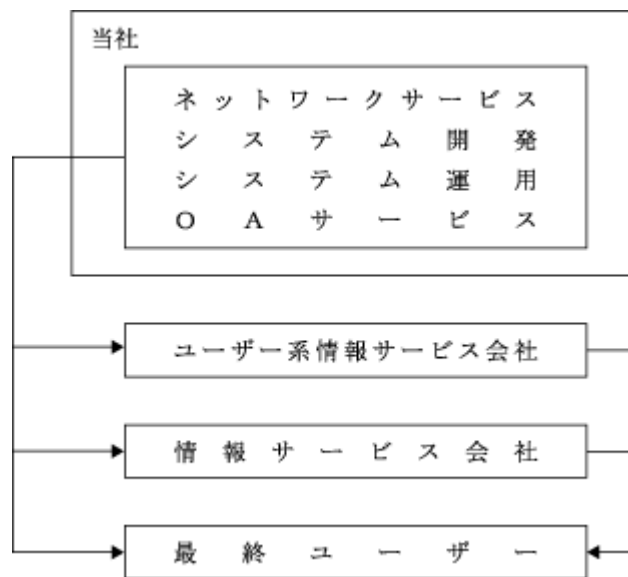 当社
ネットワークサービス
システム開発
システム運用
OAサービス
ユーザー系情報サービス会社
情報サービス会社
最終ユーザー